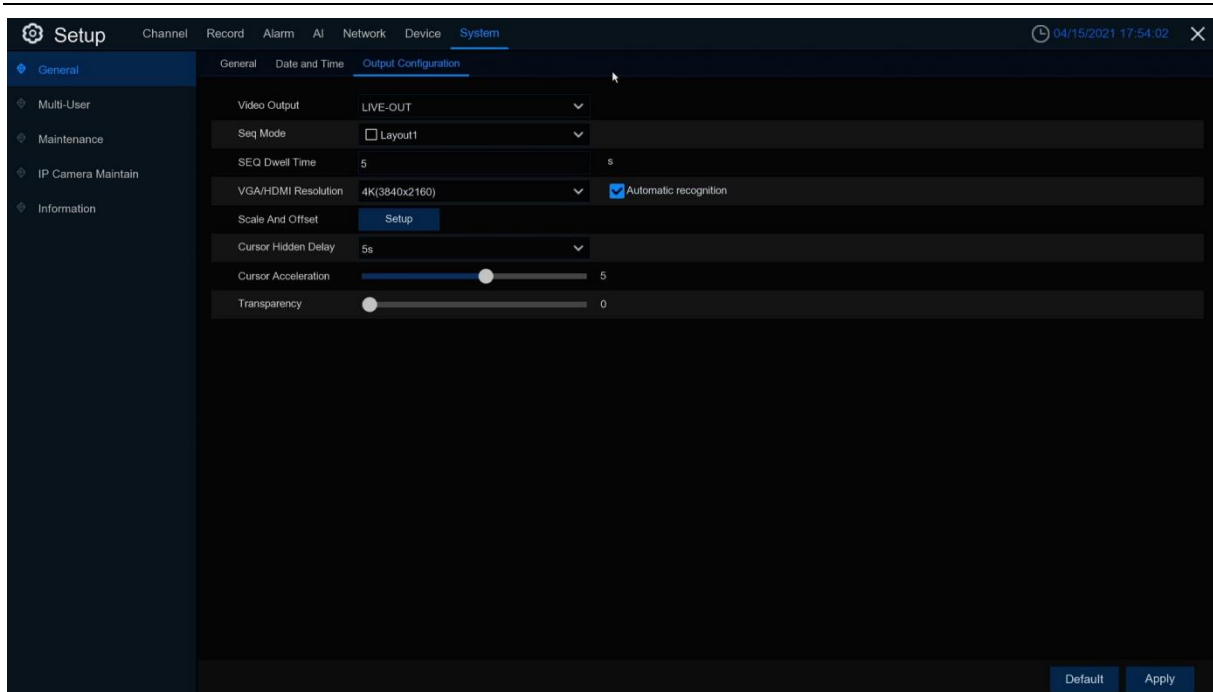 Setup Channel Record Alarm AI Network Device System 04/15/2021 17:54:02
General
Multi-User
Maintenance
IP Camera Maintain
Information
General Date and Time Output Configuration
Video Output LIVE-OUT
Seq Mode Layout1
SEQ Dwell Time 5 s
VGA/HDMI Resolution 4K(3840x2160) Automatic recognition
Scale And Offset Setup
Cursor Hidden Delay 5s
Cursor Acceleration 5
Transparency 0
Default Apply